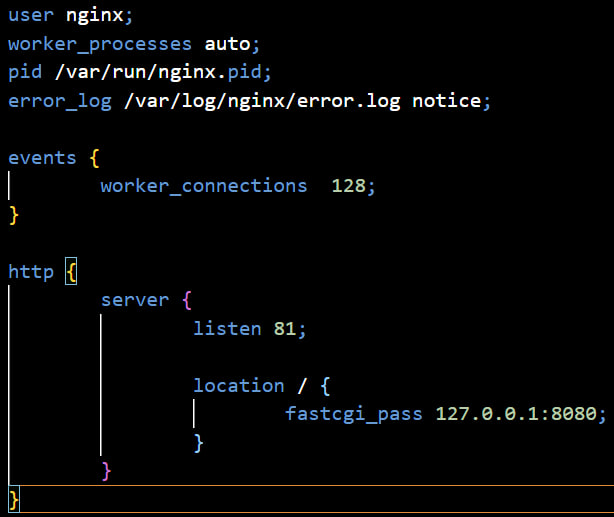 user nginx;
worker_processes auto;
pid /var/run/nginx.pid;
error_log /var/log/nginx/error.log notice;
events {
worker_connections  128;
}
http {
server {
listen 81;
location / {
fastcgi_pass 127.0.0.1:8080;
}
}
}